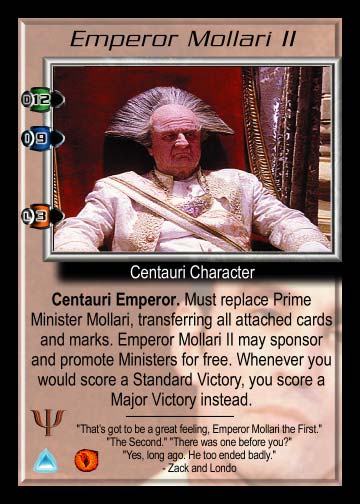 Emperor Mollari II
D12
I9
L3
Centauri Character
Centauri Emperor. Must replace Prime
Minister Mollari, transferring all attached cards
and marks. Emperor Mollari II may sponsor
and promote Ministers for free. Whenever you
would score a Standard Victory, you score a
Major Victory instead.
"That's got to be a great feeling, Emperor Mollari the First."
"The Second." "There was one before you?"
"Yes, long ago. He too ended badly."
- Zack and Londo